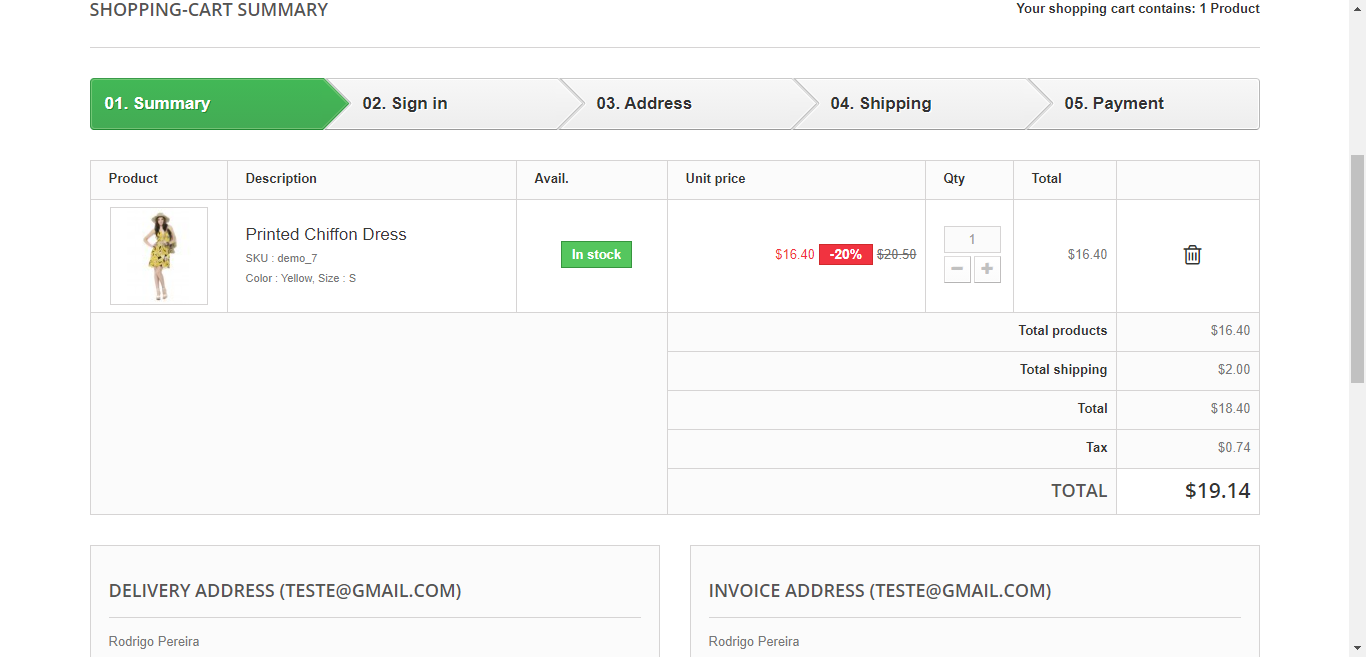 SHOPPING-CART SUMMARY
Your shopping cart contains: 1 Product
01. Summary
02. Sign in
03. Address
04. Shipping
05. Payment
Product Description Avail. Unit price Qty Total
Printed Chiffon Dress
SKU : demo_7
Color : Yellow, Size : S
In stock
$16.40 -20% $20.50
1
$16.40
Total products $16.40
Total shipping $2.00
Total $18.40
Tax $0.74
TOTAL $19.14
DELIVERY ADDRESS (TESTE@GMAIL.COM)
Rodrigo Pereira
INVOICE ADDRESS (TESTE@GMAIL.COM)
Rodrigo Pereira